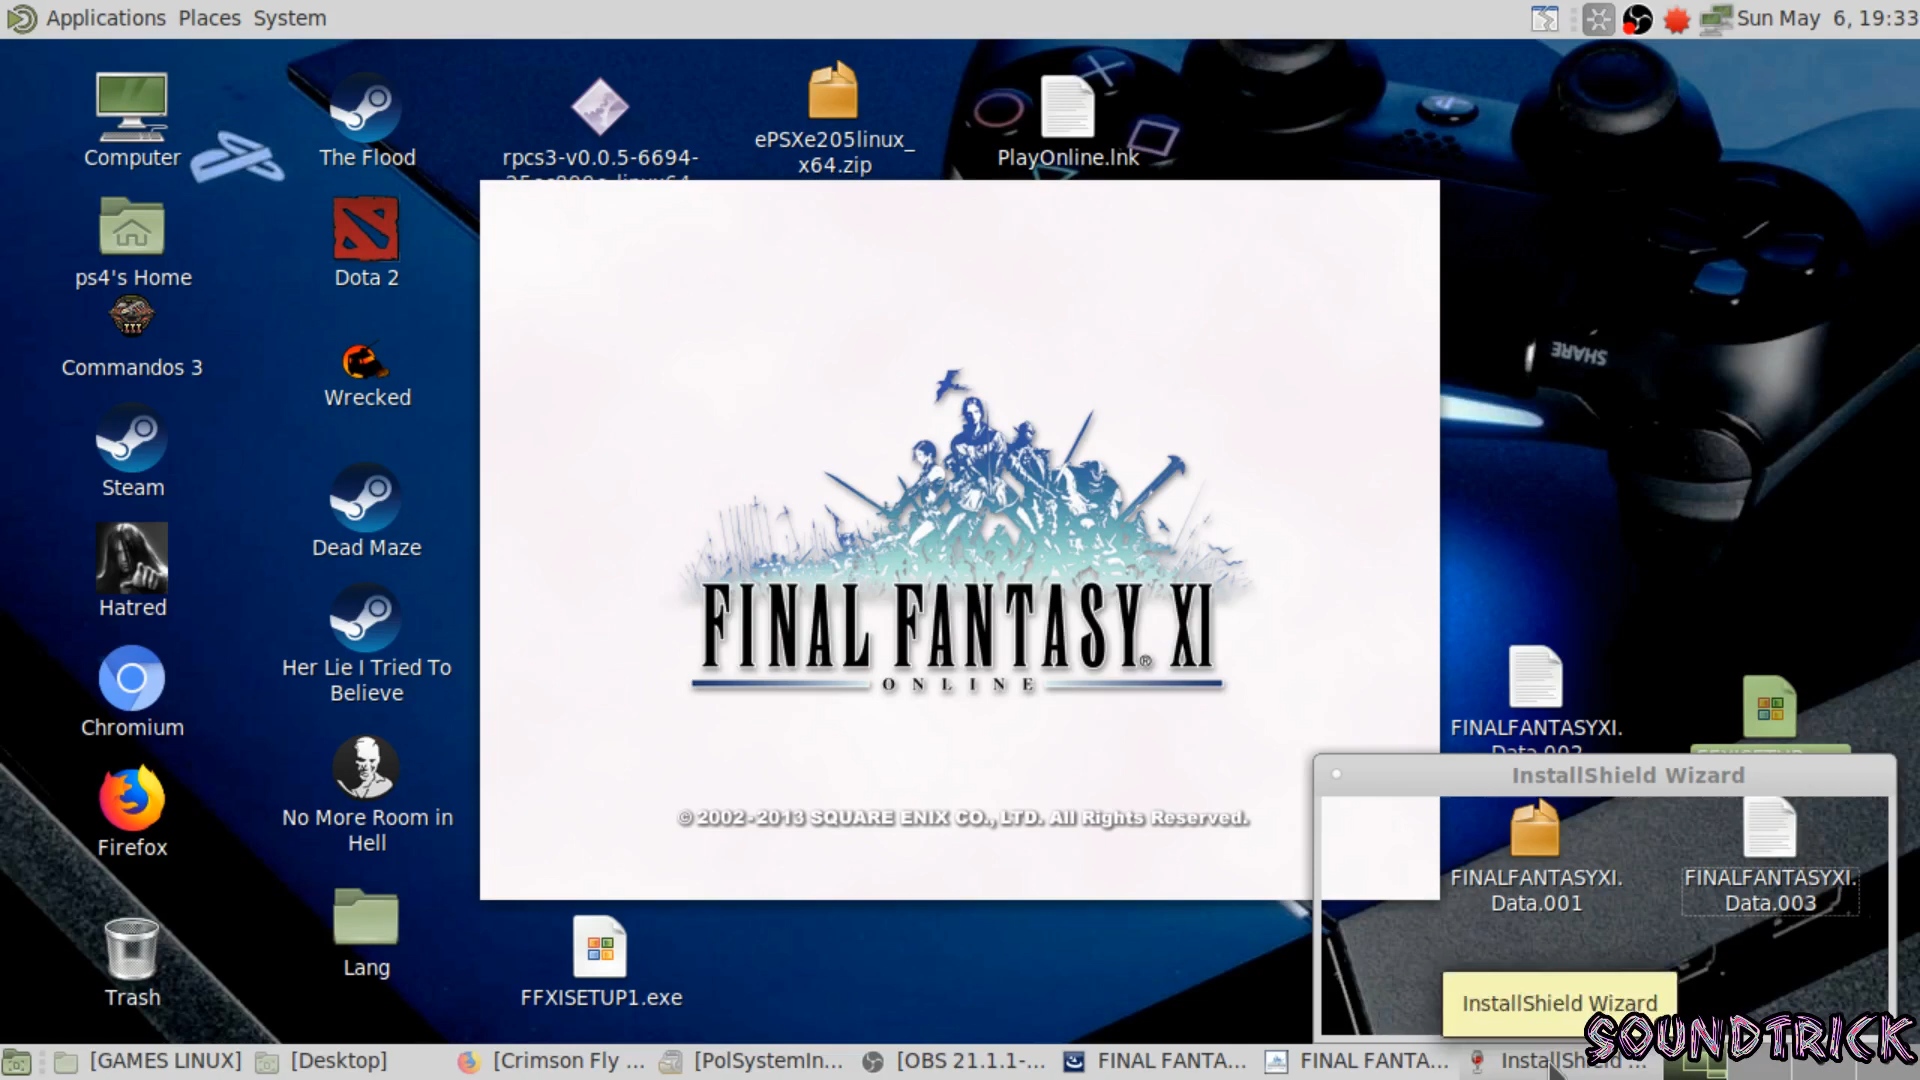 Applications Places System
Sun May 6, 19:33
Computer
The Flood
rpcs3-v0.0.5-6694-
ePSXe205linux_
x64.zip
PlayOnline.lnk
ps4's Home
Dota 2
SHARE
Commandos 3
Wrecked
Steam
Dead Maze
Hatred
Her Lie I Tried To
Believe
Chromium
No More Room in
Hell
Firefox
Lang
Trash
FINAL FANTASY® XI
ONLINE
© 2002-2013 SQUARE ENIX CO., LTD. All Rights Reserved.
FFXISETUP1.exe
FINALFANTASYXI.
Data.002
InstallShield Wizard
FINALFANTASYXI.
Data.001
FINALFANTASYXI.
Data.003
InstallShield Wizard
SOUNDTRICK
[GAMES LINUX]
[Desktop]
[Crimson Fly ...
[PolSystemIn...
[OBS 21.1.1-...
FINAL FANTA...
FINAL FANTA...
InstallShield ...